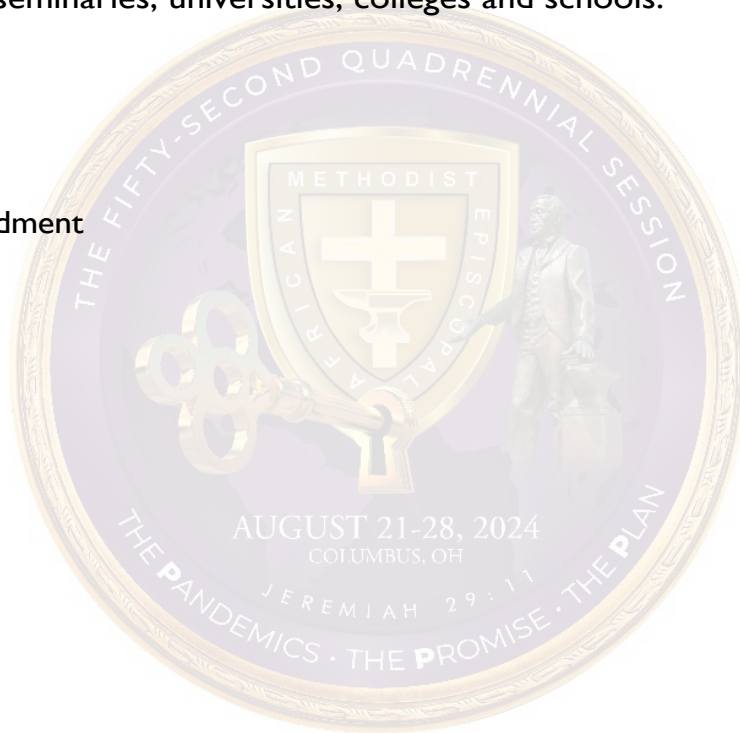 seminaries, universities, colleges and schools.
THE FIFTY-SECOND QUADRENNIAL SESSION
METHODIST
AFRICAN
EPISCOPAL
dment
AUGUST 21-28, 2024
COLUMBUS, OH
JEREMIAH 29:11
THE PANDEMICS · THE PROMISE · THE PLAN